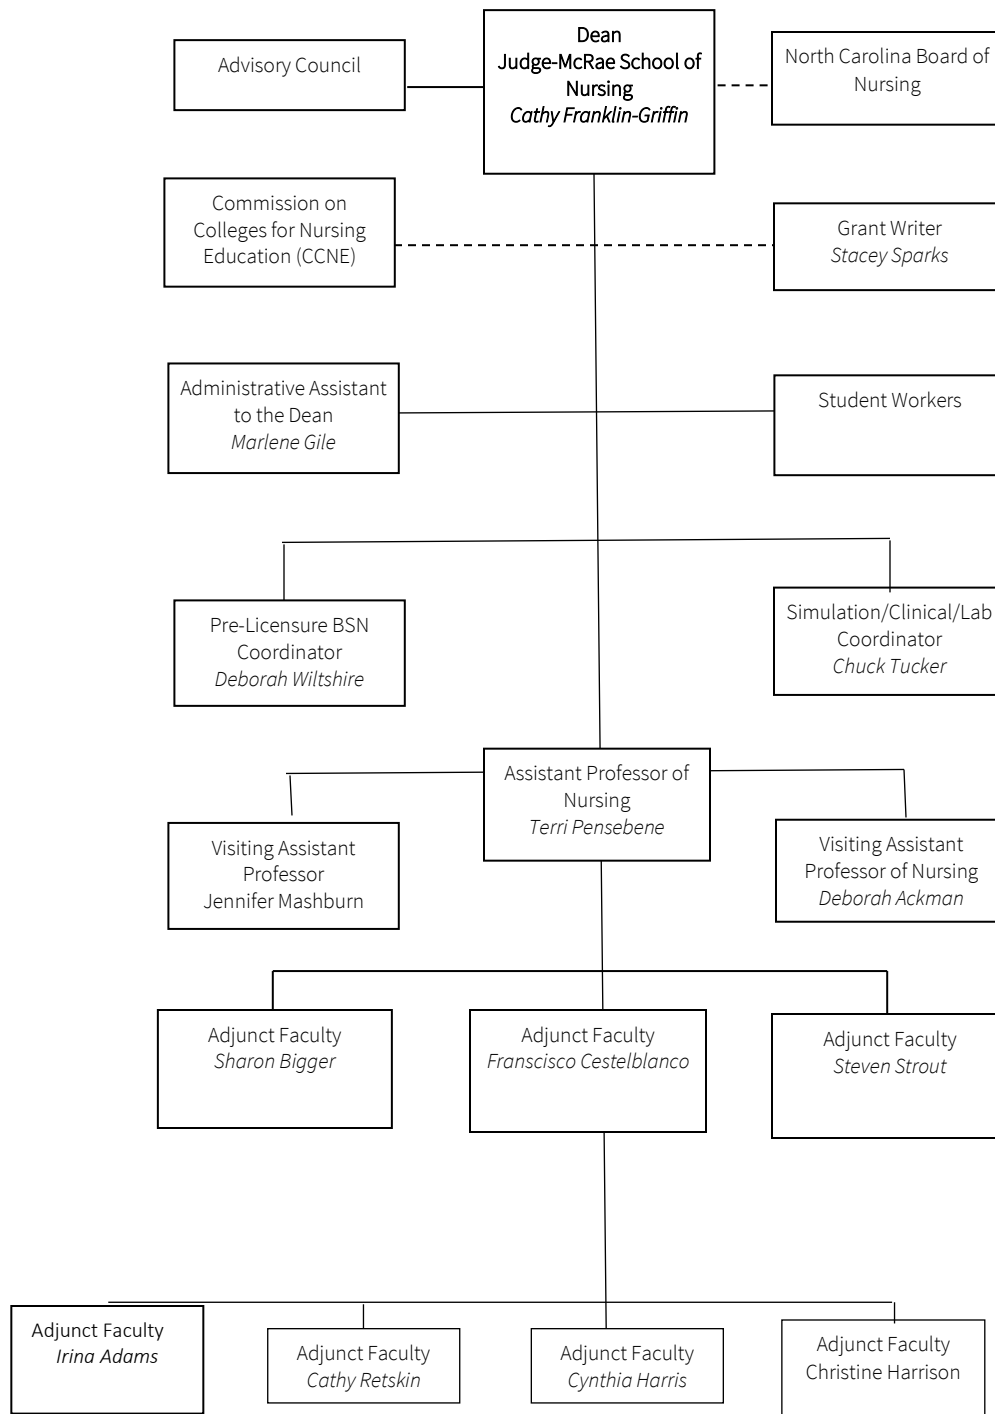 Advisory Council
Dean
Judge-McRae School of
Nursing
Cathy Franklin-Griffin
North Carolina Board of
Nursing
Commission on
Colleges for Nursing
Education (CCNE)
Grant Writer
Stacey Sparks
Administrative Assistant
to the Dean
Marlene Gile
Student Workers
Pre-Licensure BSN
Coordinator
Deborah Wiltshire
Simulation/Clinical/Lab
Coordinator
Chuck Tucker
Assistant Professor of
Nursing
Terri Pensebene
Visiting Assistant
Professor
Jennifer Mashburn
Visiting Assistant
Professor of Nursing
Deborah Ackman
Adjunct Faculty
Sharon Bigger
Adjunct Faculty
Franscisco Cestelblanco
Adjunct Faculty
Steven Strout
Adjunct Faculty
Irina Adams
Adjunct Faculty
Cathy Retskin
Adjunct Faculty
Cynthia Harris
Adjunct Faculty
Christine Harrison